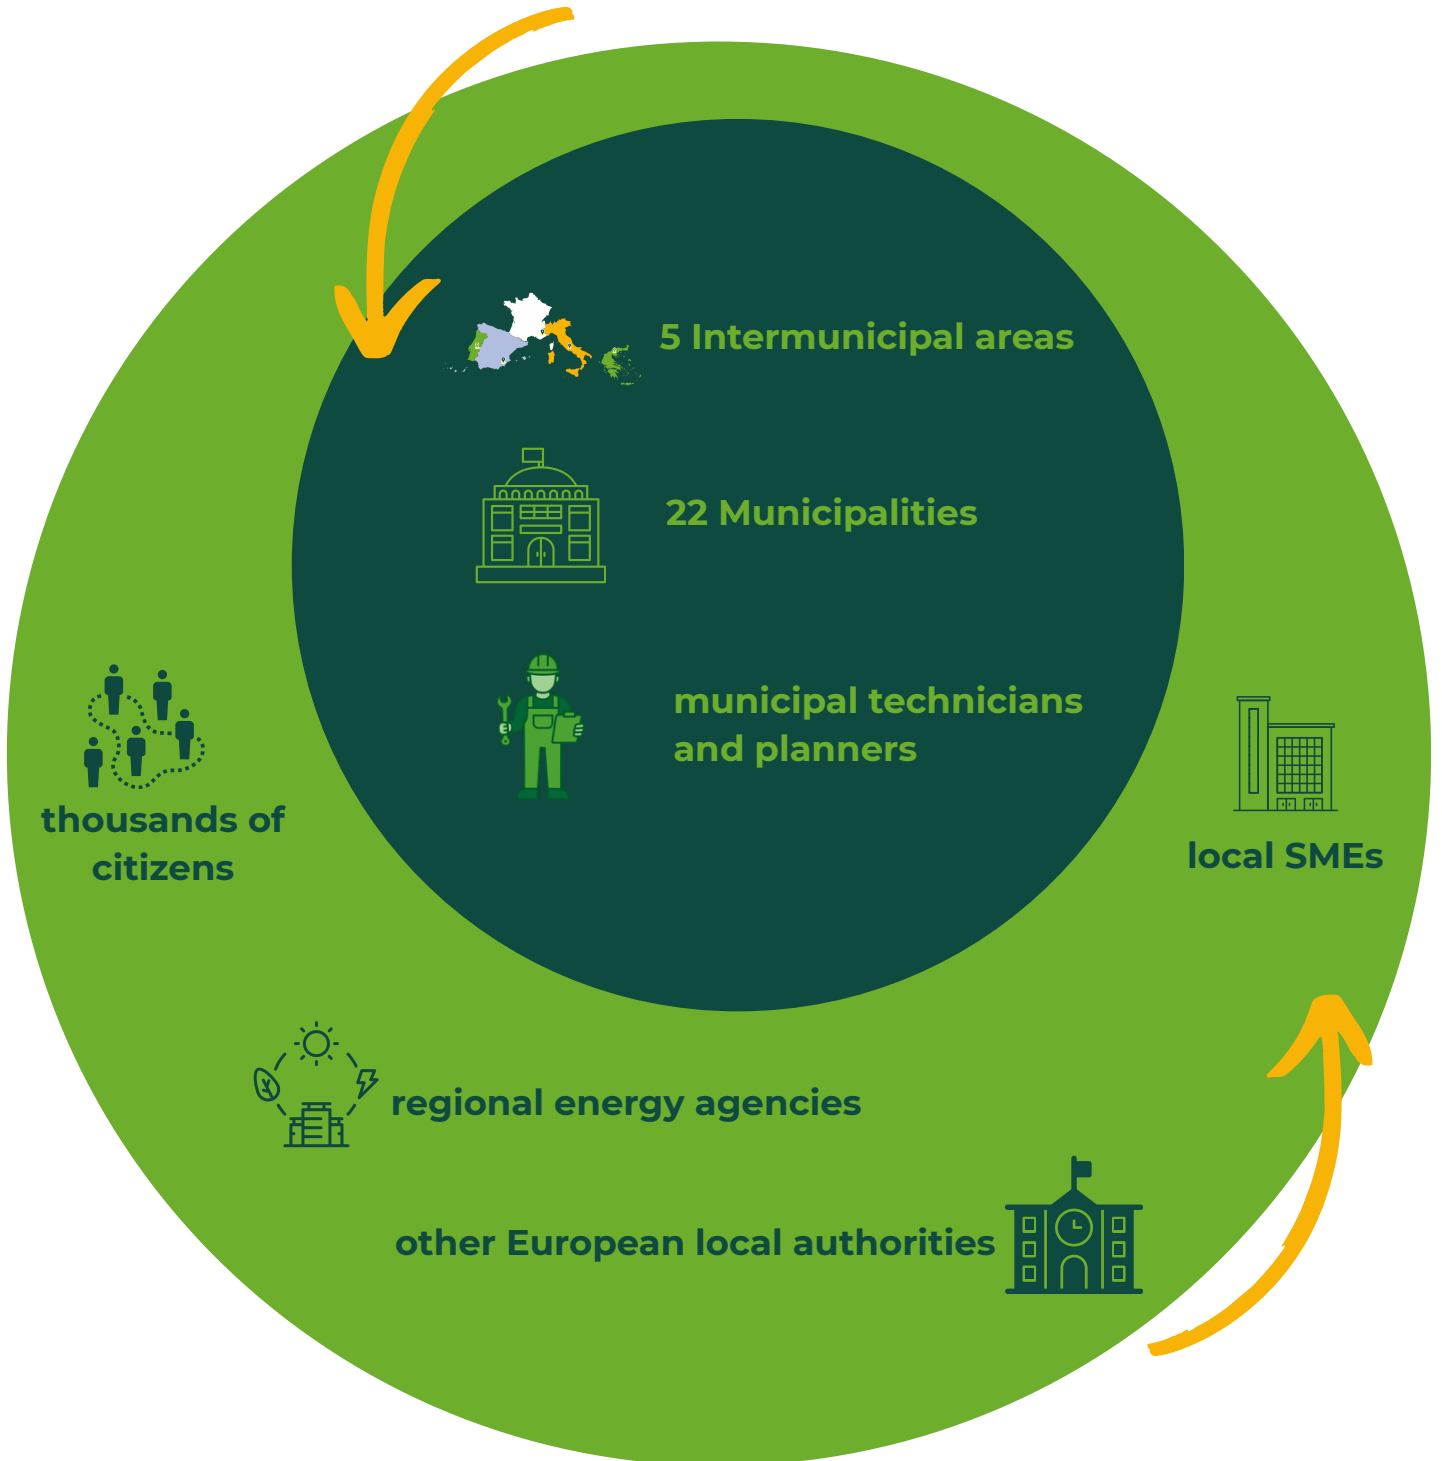 5 Intermunicipal areas
22 Municipalities
municipal technicians
and planners
thousands of
citizens
local SMEs
regional energy agencies
other European local authorities